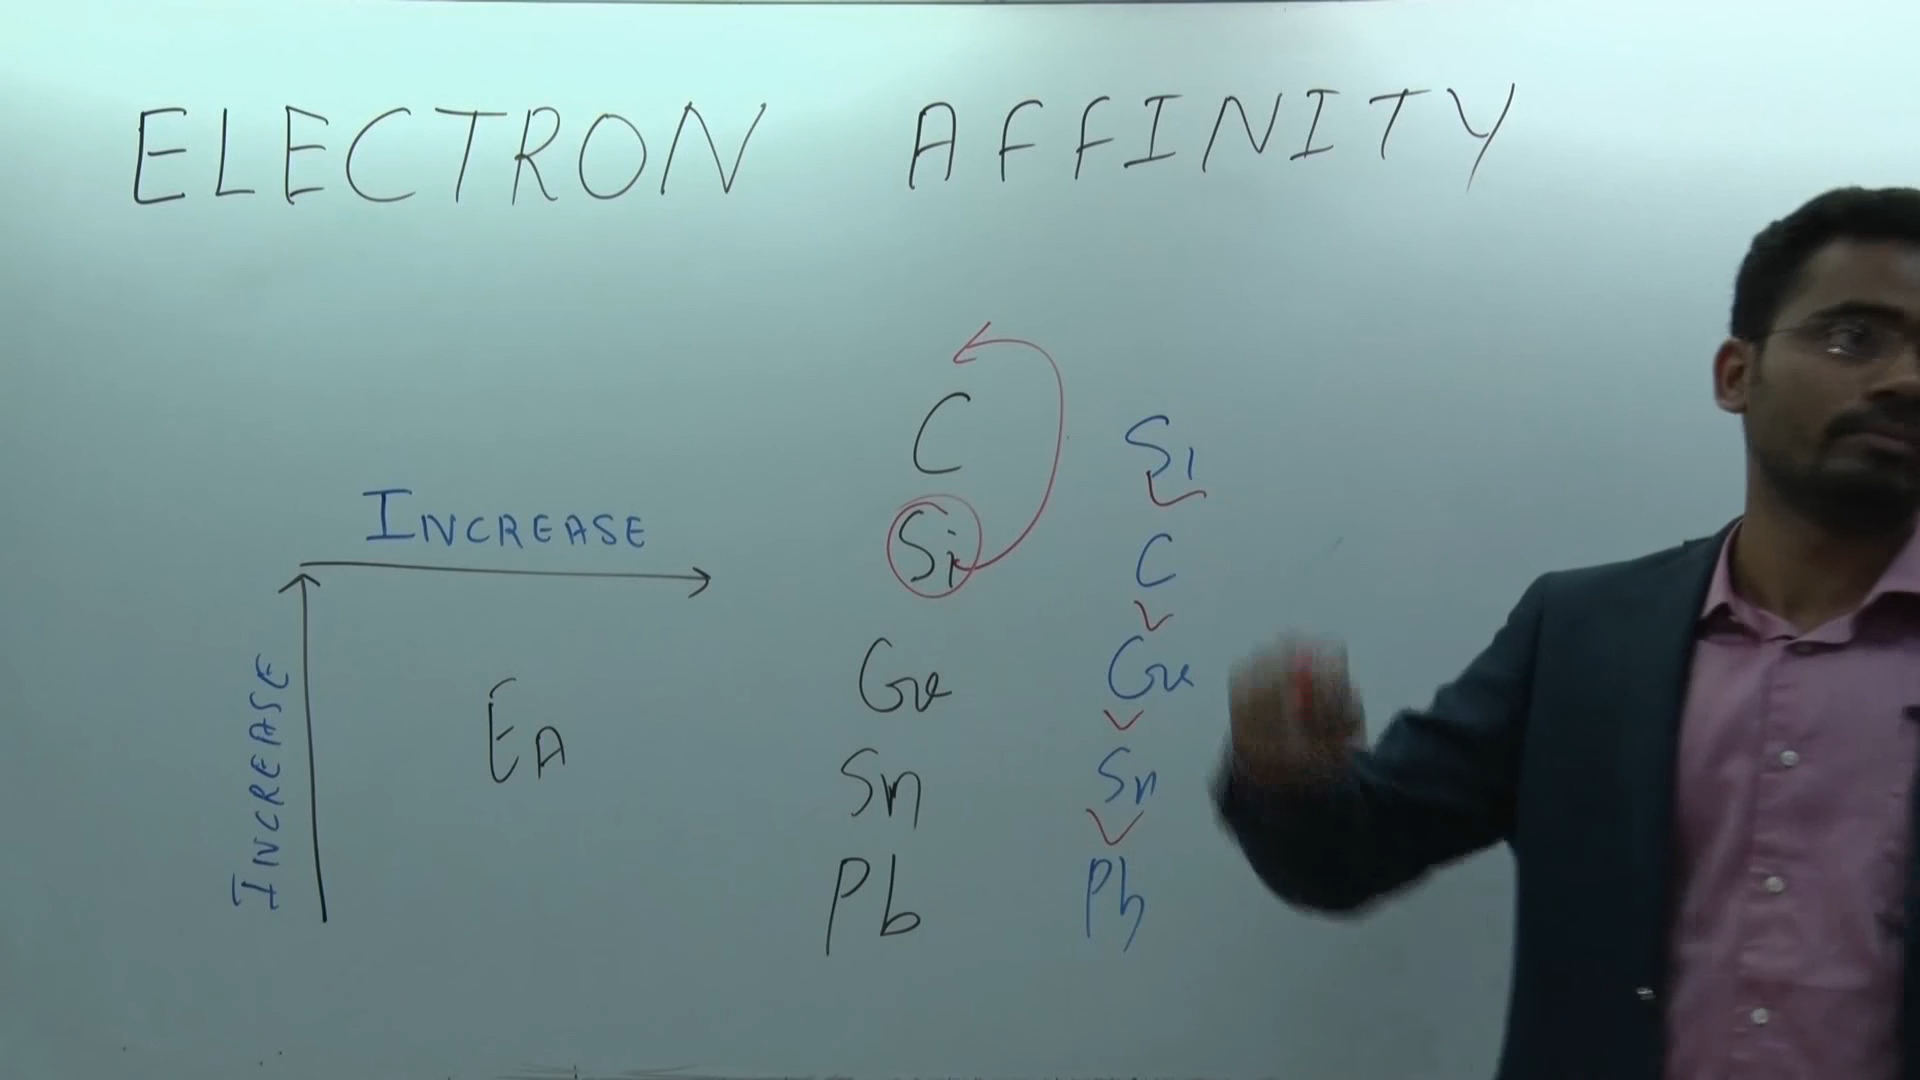 ELECTRON AFFINITY
INCREASE
INCREASE
EA
C
Si
Ge
Sn
Pb
Si
C
Ge
Sn
Pb